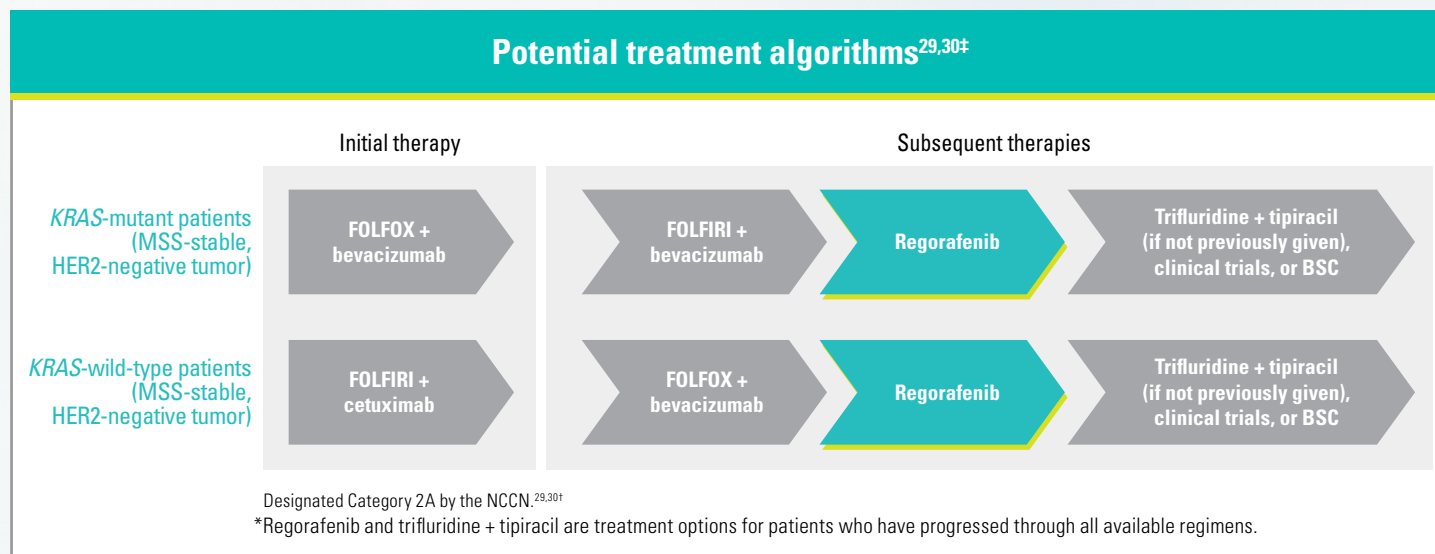 Potential treatment algorithms29,30‡
Initial therapy
Subsequent therapies
KRAS-mutant patients
(MSS-stable,
HER2-negative tumor)
FOLFOX +
bevacizumab
FOLFIRI +
bevacizumab
Regorafenib
Trifluridine + tipiracil
(if not previously given),
clinical trials, or BSC
KRAS-wild-type patients
(MSS-stable,
HER2-negative tumor)
FOLFIRI +
cetuximab
FOLFOX +
bevacizumab
Regorafenib
Trifluridine + tipiracil
(if not previously given),
clinical trials, or BSC
Designated Category 2A by the NCCN.29,30†
*Regorafenib and trifluridine + tipiracil are treatment options for patients who have progressed through all available regimens.